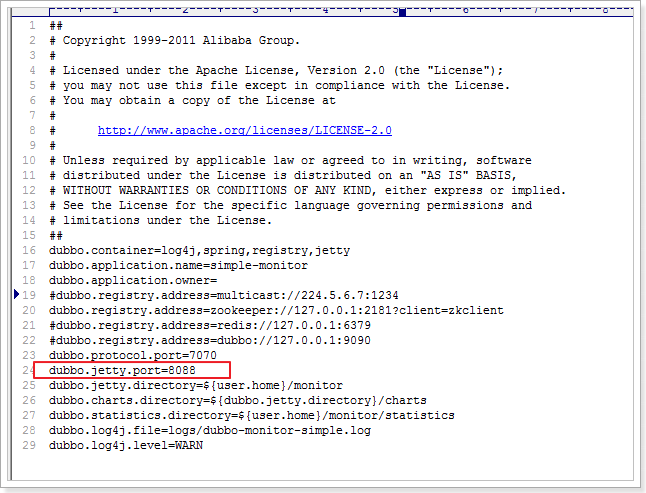 1 2 3 4 5 6 7 8
1 ##
2 # Copyright 1999-2011 Alibaba Group.
3 #
4 # Licensed under the Apache License, Version 2.0 (the "License");
5 # you may not use this file except in compliance with the License.
6 # You may obtain a copy of the License at
7 #
8 #      http://www.apache.org/licenses/LICENSE-2.0
9 #
10 # Unless required by applicable law or agreed to in writing, software
11 # distributed under the License is distributed on an "AS IS" BASIS,
12 # WITHOUT WARRANTIES OR CONDITIONS OF ANY KIND, either express or implied.
13 # See the License for the specific language governing permissions and
14 # limitations under the License.
15 ##
16 dubbo.container=log4j,spring,registry,jetty
17 dubbo.application.name=simple-monitor
18 dubbo.application.owner=
19 #dubbo.registry.address=multicast://224.5.6.7:1234
20 dubbo.registry.address=zookeeper://127.0.0.1:2181?client=zkclient
21 #dubbo.registry.address=redis://127.0.0.1:6379
22 #dubbo.registry.address=dubbo://127.0.0.1:9090
23 dubbo.protocol.port=7070
24 dubbo.jetty.port=8088
25 dubbo.jetty.directory=${user.home}/monitor
26 dubbo.charts.directory=${dubbo.jetty.directory}/charts
27 dubbo.statistics.directory=${user.home}/monitor/statistics
28 dubbo.log4j.file=logs/dubbo-monitor-simple.log
29 dubbo.log4j.level=WARN